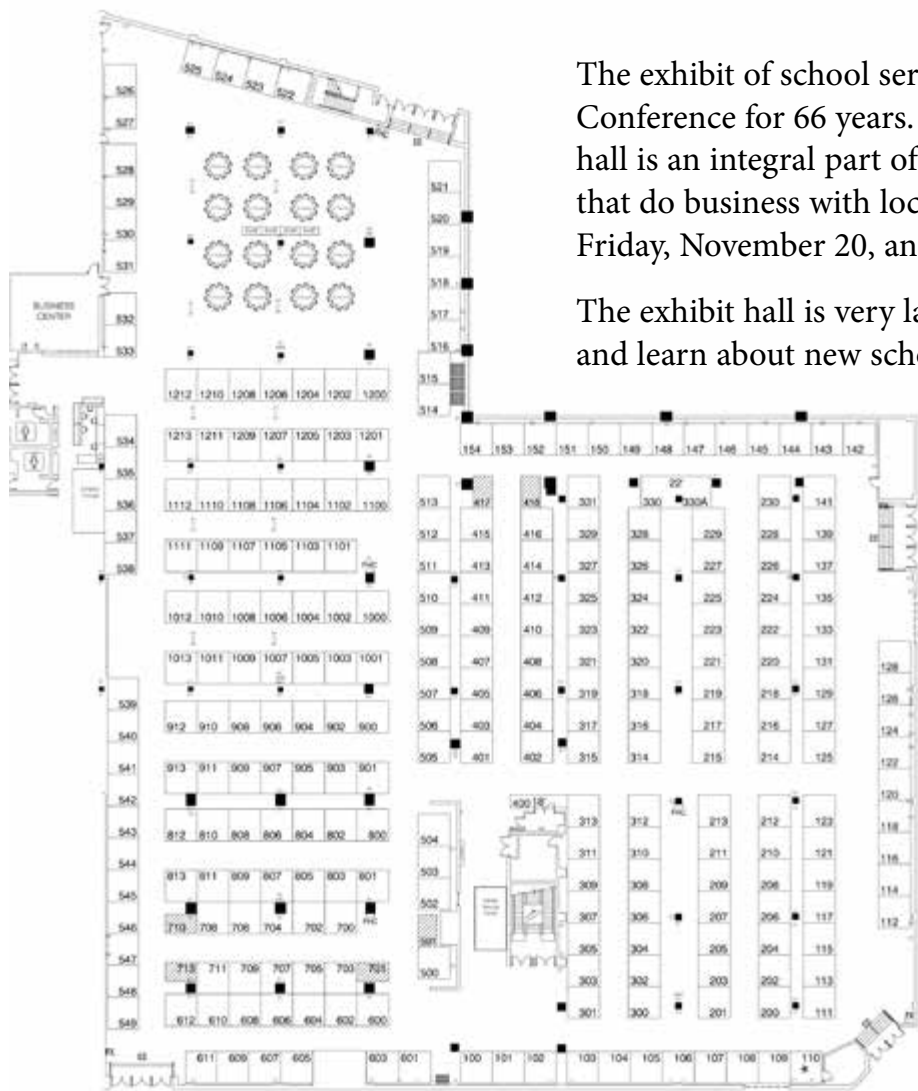 The exhibit of school ser
Conference for 66 years.
hall is an integral part of
that do business with loc
Friday, November 20, an
The exhibit hall is very la
and learn about new scho
525 524 523 522
526
527
528
529
530
531
532
533
BUSINESS
CENTER
521
520
519
518
517
516
515
514
1212 1210 1208 1206 1204 1202 1200
1213 1211 1209 1207 1205 1203 1201
1112 1110 1108 1106 1104 1102 1100
1111 1109 1107 1105 1103 1101
1012 1010 1008 1006 1004 1002 1000
1013 1011 1009 1007 1005 1003 1001
912 910 908 906 904 902 900
913 911 909 907 905 903 901
812 810 808 806 804 802 800
813 811 809 807 805 803 801
710 708 706 704 702 700
FHC
713 711 709 707 705 703 701
612 610 608 606 604 602 600
534
535
536
537
538
539
540
541
542
543
544
545
546
547
548
549
154 153 152 151 150 149 148 147 146 145 144 143 142
513 417 418 331 330 22 330A 230 141
512 415 416 329 328 229 228 139
511 413 414 327 326 227 226 137
510 411 412 325 324 225 224 135
509 409 410 323 322 223 222 133
508 407 408 321 320 221 220 131
507 405 406 319 318 219 218 129
506 403 404 317 316 217 216 127
505 401 402 315 314 215 214 125
128
126
124
122
120
118
116
114
112
504
503
502
501
500
400
313 312 FHC 213 212 123
311 310 211 210 121
309 308 209 208 119
307 306 207 206 117
305 304 205 204 115
303 302 203 202 113
301 300 201 200 111
611 609 607 605 603 601 100 101 102 103 104 105 106 107 108 109 110